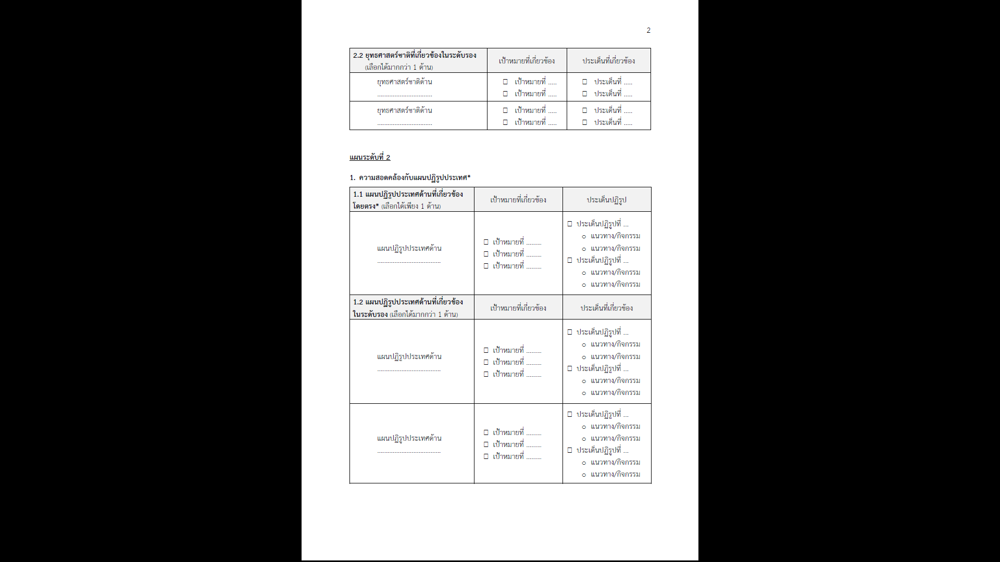 2
2.2 ยุทธศาสตร์ชาติที่เกี่ยวข้องในระดับรอง
(เลือกได้มากกว่า 1 ด้าน)
เป้าหมายที่เกี่ยวข้อง
ประเด็นที่เกี่ยวข้อง
ยุทธศาสตร์ชาติด้าน
................................
☐ เป้าหมายที่ .....
☐ เป้าหมายที่ .....
☐ ประเด็นที่ .....
☐ ประเด็นที่ .....
ยุทธศาสตร์ชาติด้าน
................................
☐ เป้าหมายที่ .....
☐ เป้าหมายที่ .....
☐ ประเด็นที่ .....
☐ ประเด็นที่ .....
แผนระดับที่ 2
1. ความสอดคล้องกับแผนปฏิรูปประเทศ*
1.1 แผนปฏิรูปประเทศด้านที่เกี่ยวข้อง
โดยตรง* (เลือกได้เพียง 1 ด้าน)
เป้าหมายที่เกี่ยวข้อง
ประเด็นปฏิรูป
แผนปฏิรูปประเทศด้าน
.....................................
☐ เป้าหมายที่ .........
☐ เป้าหมายที่ .........
☐ เป้าหมายที่ .........
☐ ประเด็นปฏิรูปที่ ...
o แนวทาง/กิจกรรม
o แนวทาง/กิจกรรม
☐ ประเด็นปฏิรูปที่ ...
o แนวทาง/กิจกรรม
o แนวทาง/กิจกรรม
1.2 แผนปฏิรูปประเทศด้านที่เกี่ยวข้อง
ในระดับรอง (เลือกได้มากกว่า 1 ด้าน)
เป้าหมายที่เกี่ยวข้อง
ประเด็นที่เกี่ยวข้อง
แผนปฏิรูปประเทศด้าน
.....................................
☐ เป้าหมายที่ .........
☐ เป้าหมายที่ .........
☐ เป้าหมายที่ .........
☐ ประเด็นปฏิรูปที่ ...
o แนวทาง/กิจกรรม
o แนวทาง/กิจกรรม
☐ ประเด็นปฏิรูปที่ ...
o แนวทาง/กิจกรรม
o แนวทาง/กิจกรรม
แผนปฏิรูปประเทศด้าน
.....................................
☐ เป้าหมายที่ .........
☐ เป้าหมายที่ .........
☐ เป้าหมายที่ .........
☐ ประเด็นปฏิรูปที่ ...
o แนวทาง/กิจกรรม
o แนวทาง/กิจกรรม
☐ ประเด็นปฏิรูปที่ ...
o แนวทาง/กิจกรรม
o แนวทาง/กิจกรรม